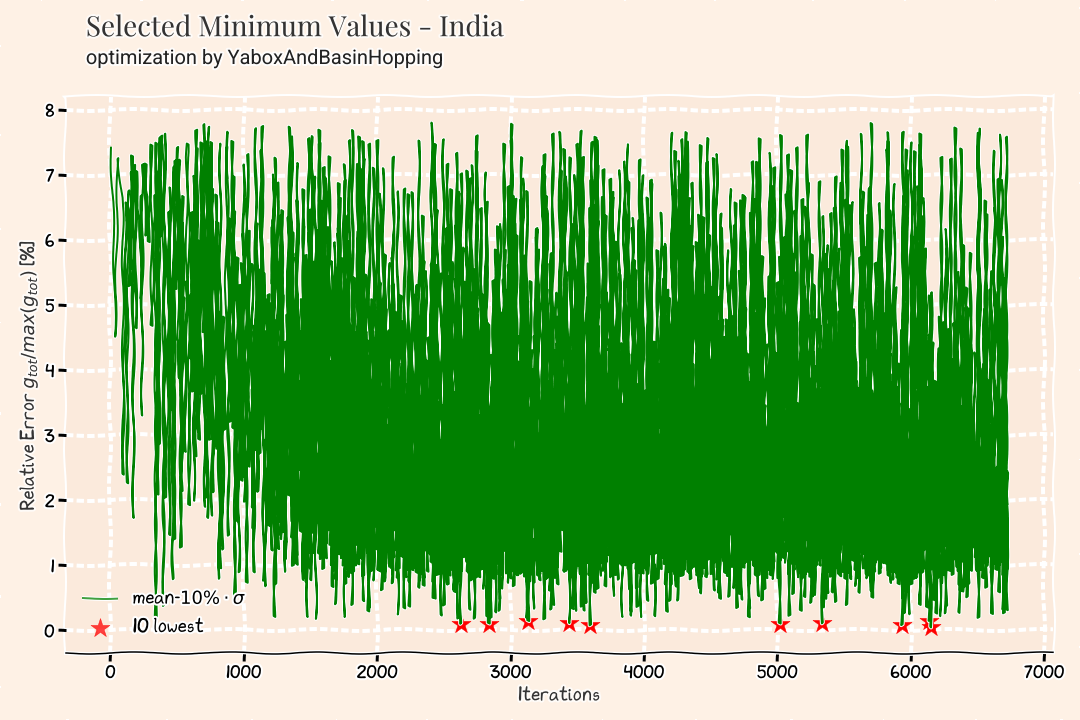 Selected Minimum Values - India
optimization by YaboxAndBasinHopping
8
7
6
5
4
3
2
1
0
Relative Error g_tot/max(g_tot) [%]
mean-10%·σ
10 lowest
0 1000 2000 3000 4000 5000 6000 7000
Iterations